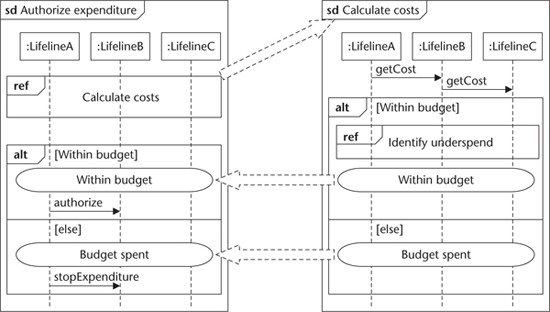 sd Authorize expenditure
:LifelineA :LifelineB :LifelineC
ref
Calculate costs
alt [Within budget]
Within budget
authorize
[else]
Budget spent
stopExpenditure
sd Calculate costs
:LifelineA :LifelineB :LifelineC
getCost
getCost
alt [Within budget]
ref
Identify underspend
Within budget
[else]
Budget spent